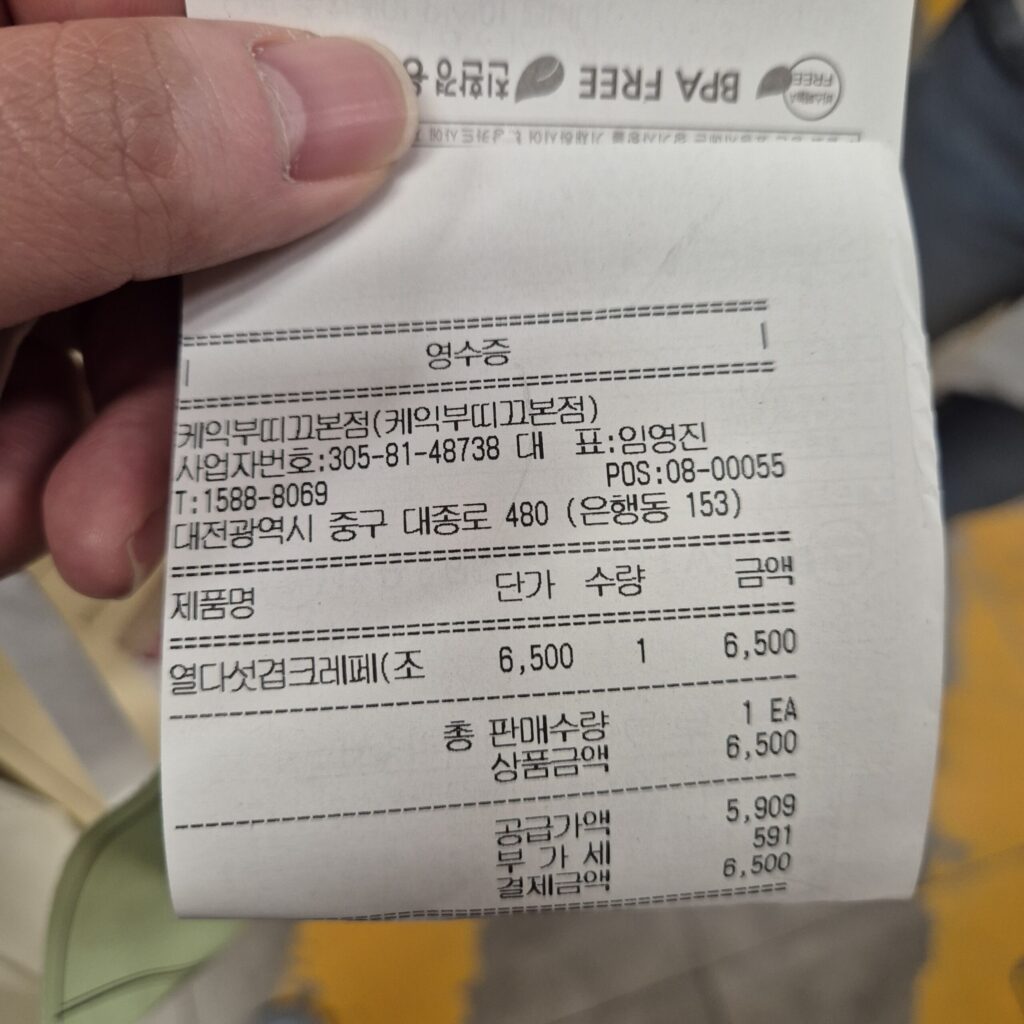 BPA FREE
친환경
영수증
케익부띠끄본점(케익부띠끄본점)
사업자번호:305-81-48738 대 표:임영진
T:1588-8069 POS:08-00055
대전광역시 중구 대종로 480 (은행동 153)
제품명 단가 수량 금액
열다섯겹크레페(조 6,500 1 6,500
총 판매수량 1 EA
상품금액 6,500
공급가액 5,909
부 가 세 591
결제금액 6,500